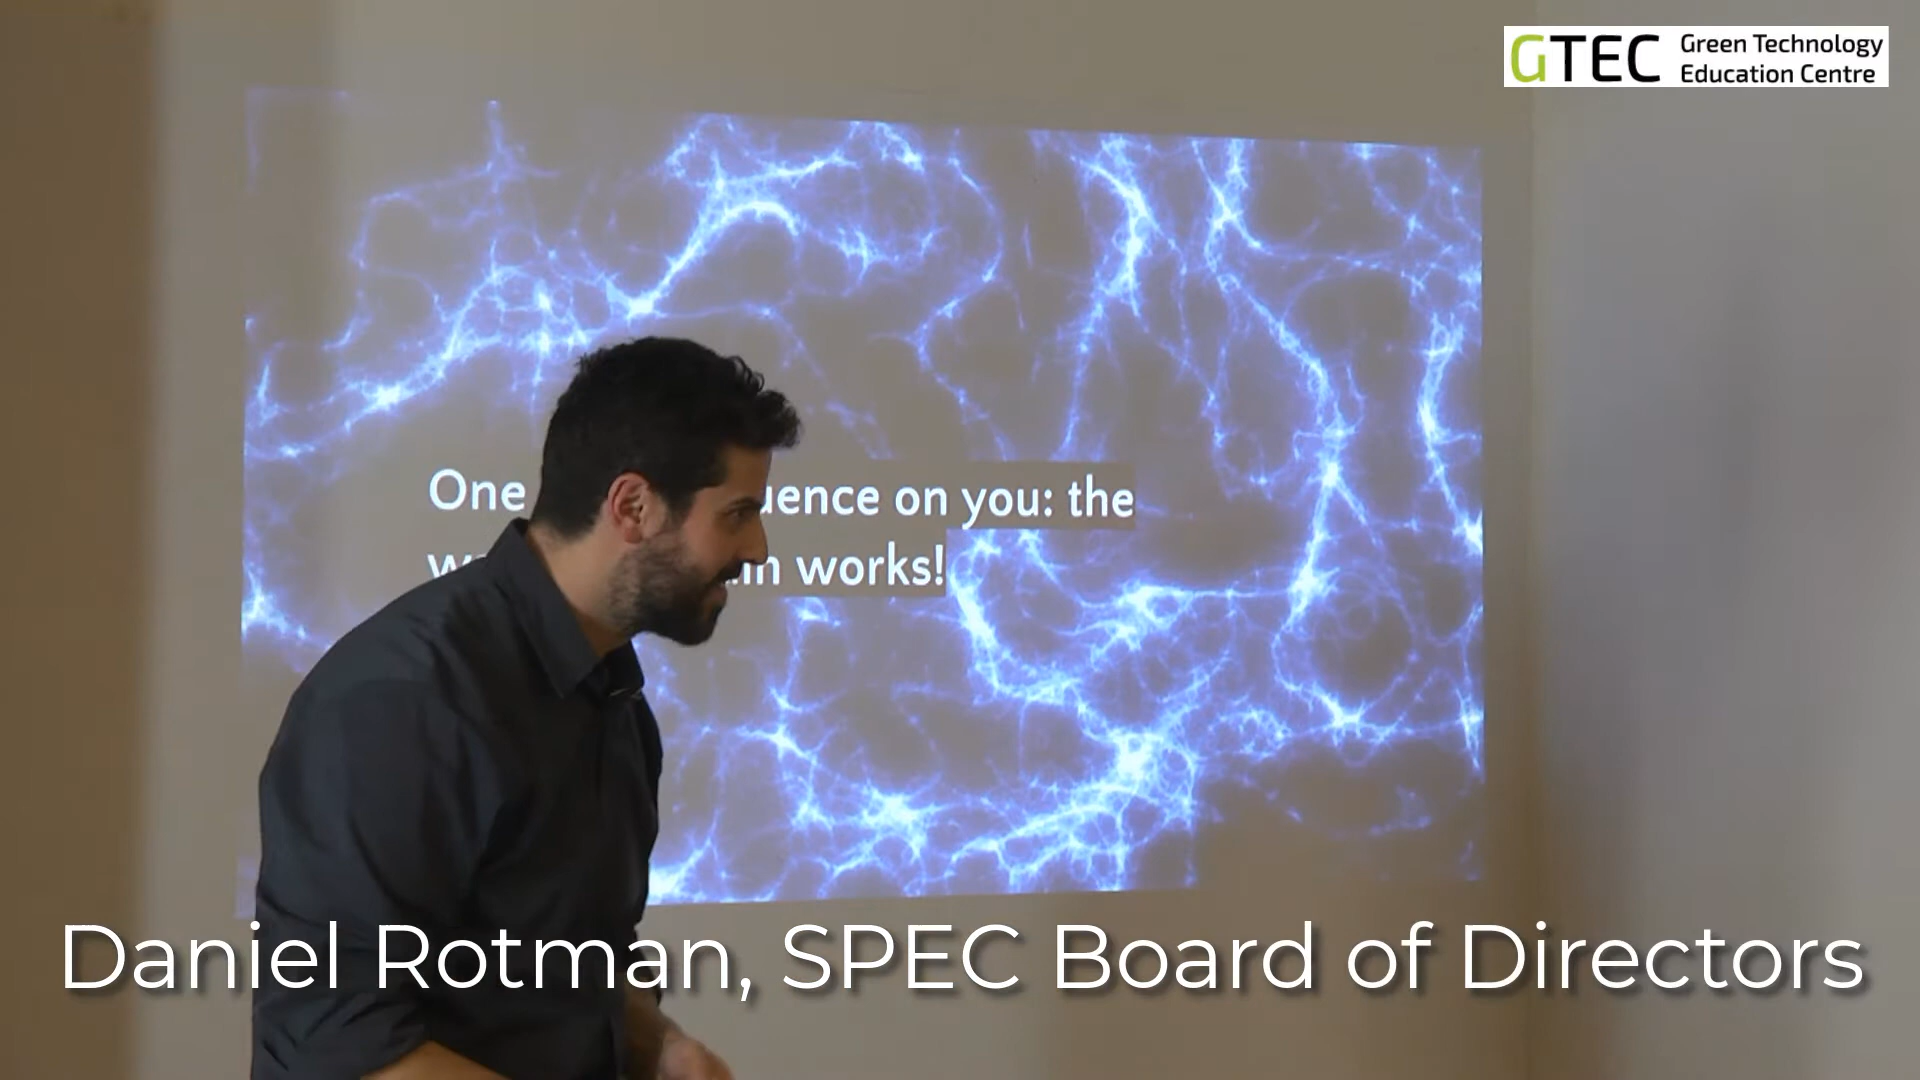 GTEC Green Technology
Education Centre
One uence on you: the
works!
Daniel Rotman, SPEC Board of Directors